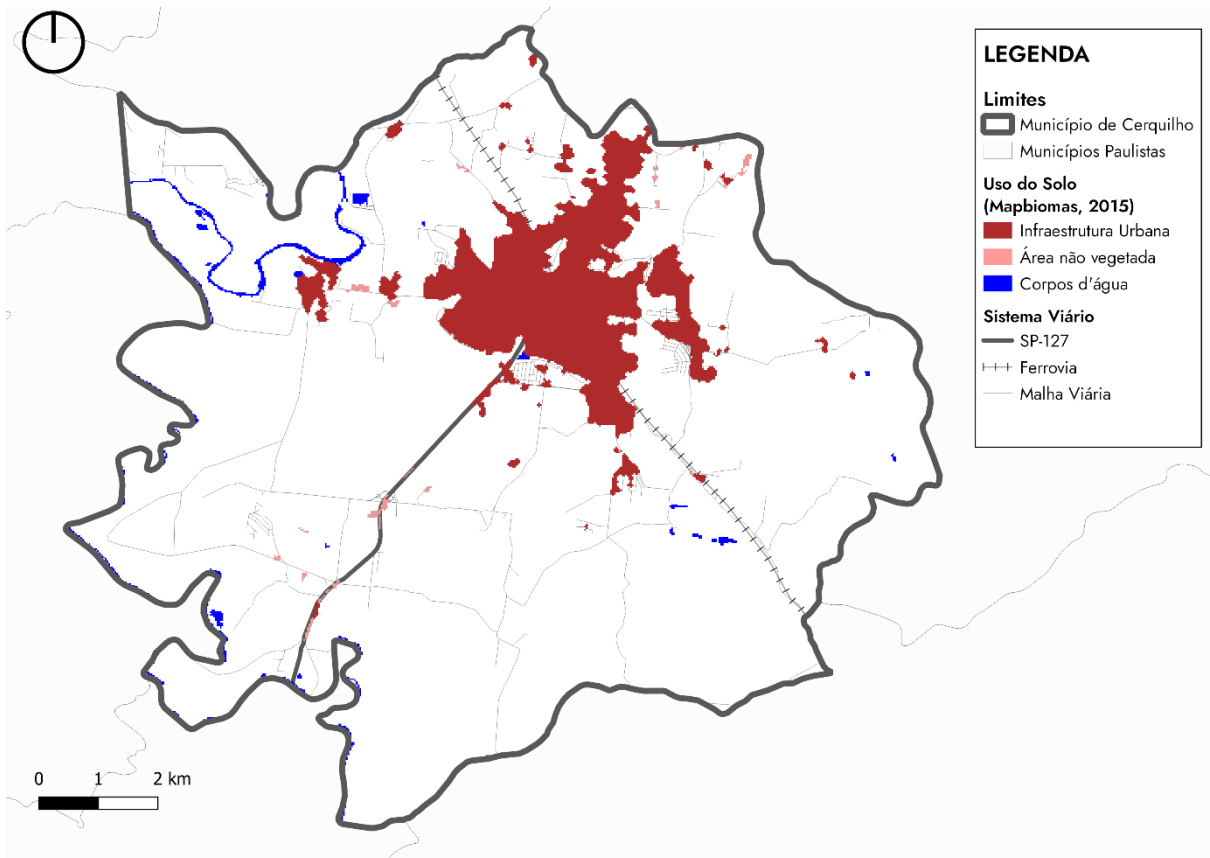 LEGENDA
Limites
Município de Cerquilho
Municípios Paulistas
Uso do Solo
(Mapbiomas, 2015)
Infraestrutura Urbana
Área não vegetada
Corpos d'água
Sistema Viário
SP-127
Ferrovia
Malha Viária
0 1 2 km